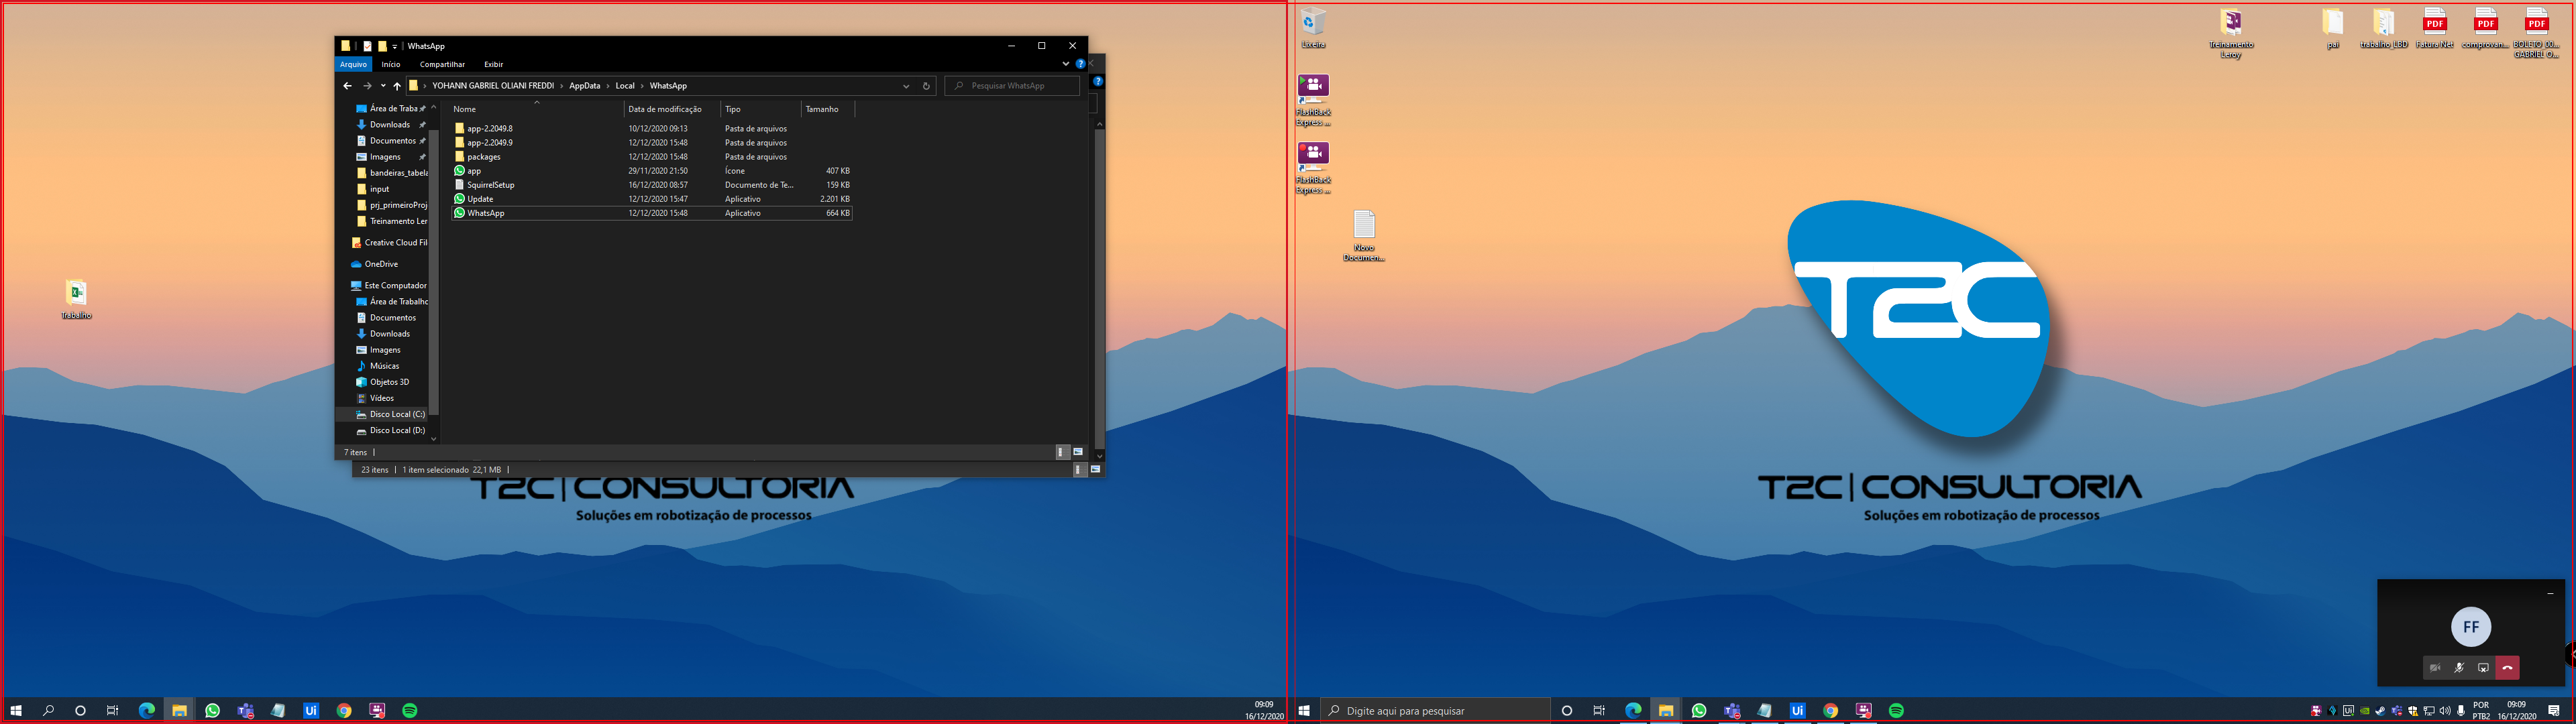 WhatsApp
Arquivo
Início
Compartilhar
Exibir
YOHANN GABRIEL OLIANI FREDDI
AppData
Local
WhatsApp
Pesquisar WhatsApp
Área de Traba
Downloads
Documentos
Imagens
bandeiras_tabela
input
prj_primeiroProj
Treinamento Ler
Creative Cloud Fil
OneDrive
Este Computador
Área de Trabalho
Documentos
Downloads
Imagens
Músicas
Objetos 3D
Vídeos
Disco Local (C:)
Disco Local (D:)
Nome Data de modificação Tipo Tamanho
app-2.2049.8 10/12/2020 09:13 Pasta de arquivos
app-2.2049.9 12/12/2020 15:48 Pasta de arquivos
packages 12/12/2020 15:48 Pasta de arquivos
app 29/11/2020 21:50 Ícone 407 KB
SquirrelSetup 16/12/2020 08:57 Documento de Te... 159 KB
Update 12/12/2020 15:47 Aplicativo 2.201 KB
WhatsApp 12/12/2020 15:48 Aplicativo 664 KB
7 itens
23 itens 1 item selecionado 22,1 MB
Trabalho
T2C | CONSULTORIA
Soluções em robotização de processos
09:09
16/12/2020
Lixeira
FlashBack
Express ...
FlashBack
Express ...
Novo
Documen...
Treinamento
Leroy
pai
trabalho_LBD
Fatura Net
comprovan...
BOLETO_00...
GABRIEL O...
T2C
T2C | CONSULTORIA
Soluções em robotização de processos
FF
Digite aqui para pesquisar
POR
PTB2
09:09
16/12/2020